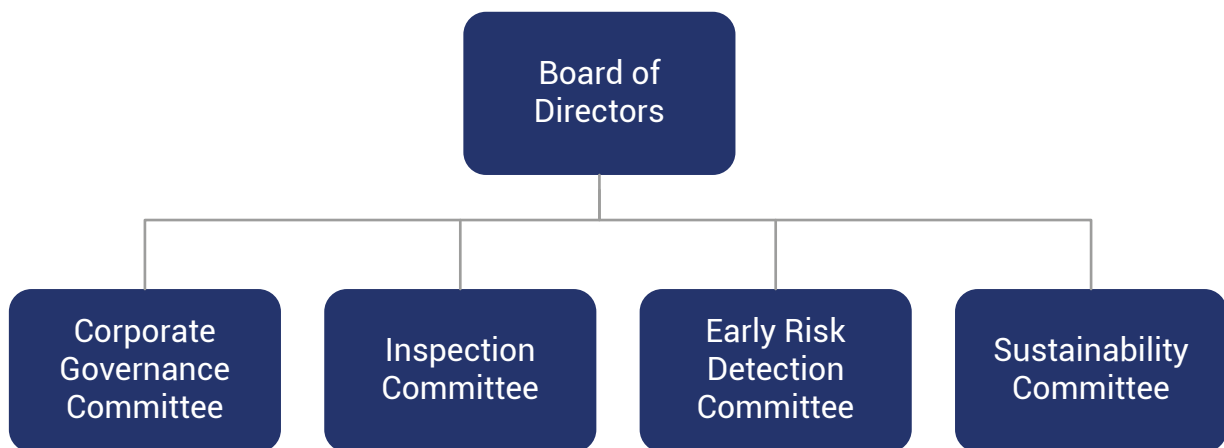 Board of
Directors
Corporate
Governance
Committee
Inspection
Committee
Early Risk
Detection
Committee
Sustainability
Committee